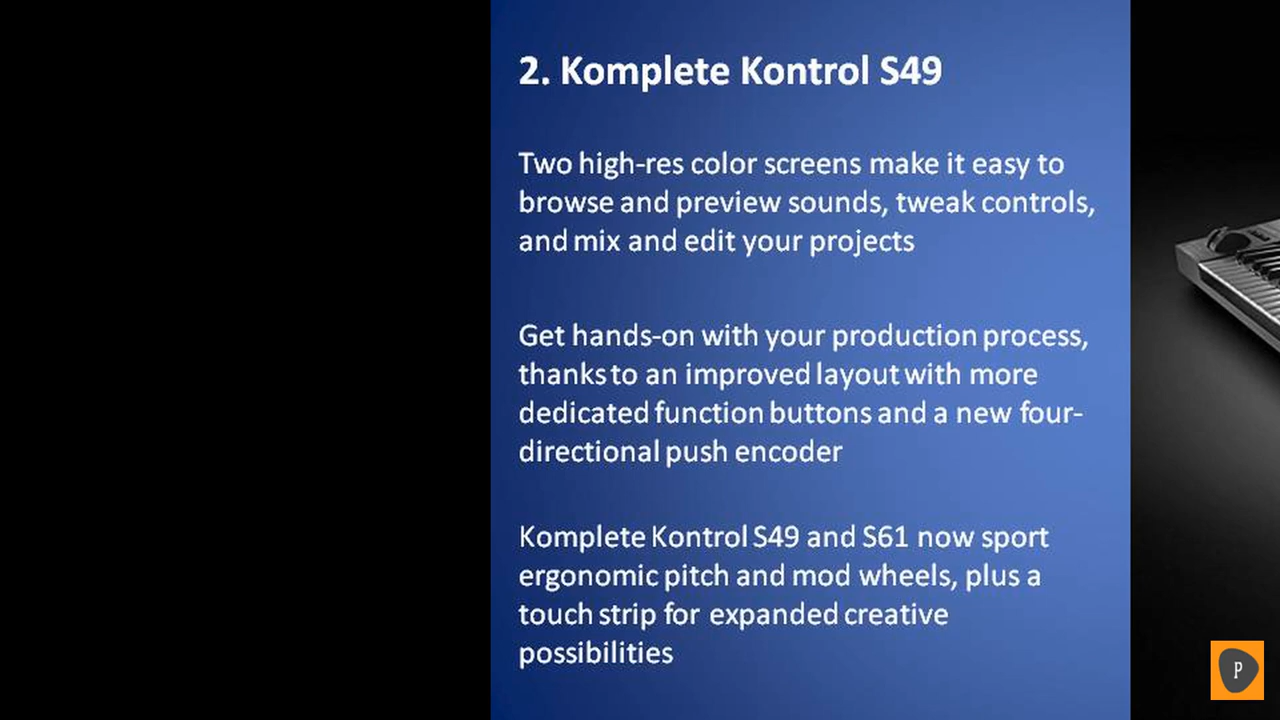 2. Komplete Kontrol S49
Two high-res color screens make it easy to
browse and preview sounds, tweak controls,
and mix and edit your projects
Get hands-on with your production process,
thanks to an improved layout with more
dedicated function buttons and a new four-
directional push encoder
Komplete Kontrol S49 and S61 now sport
ergonomic pitch and mod wheels, plus a
touch strip for expanded creative
possibilities
P